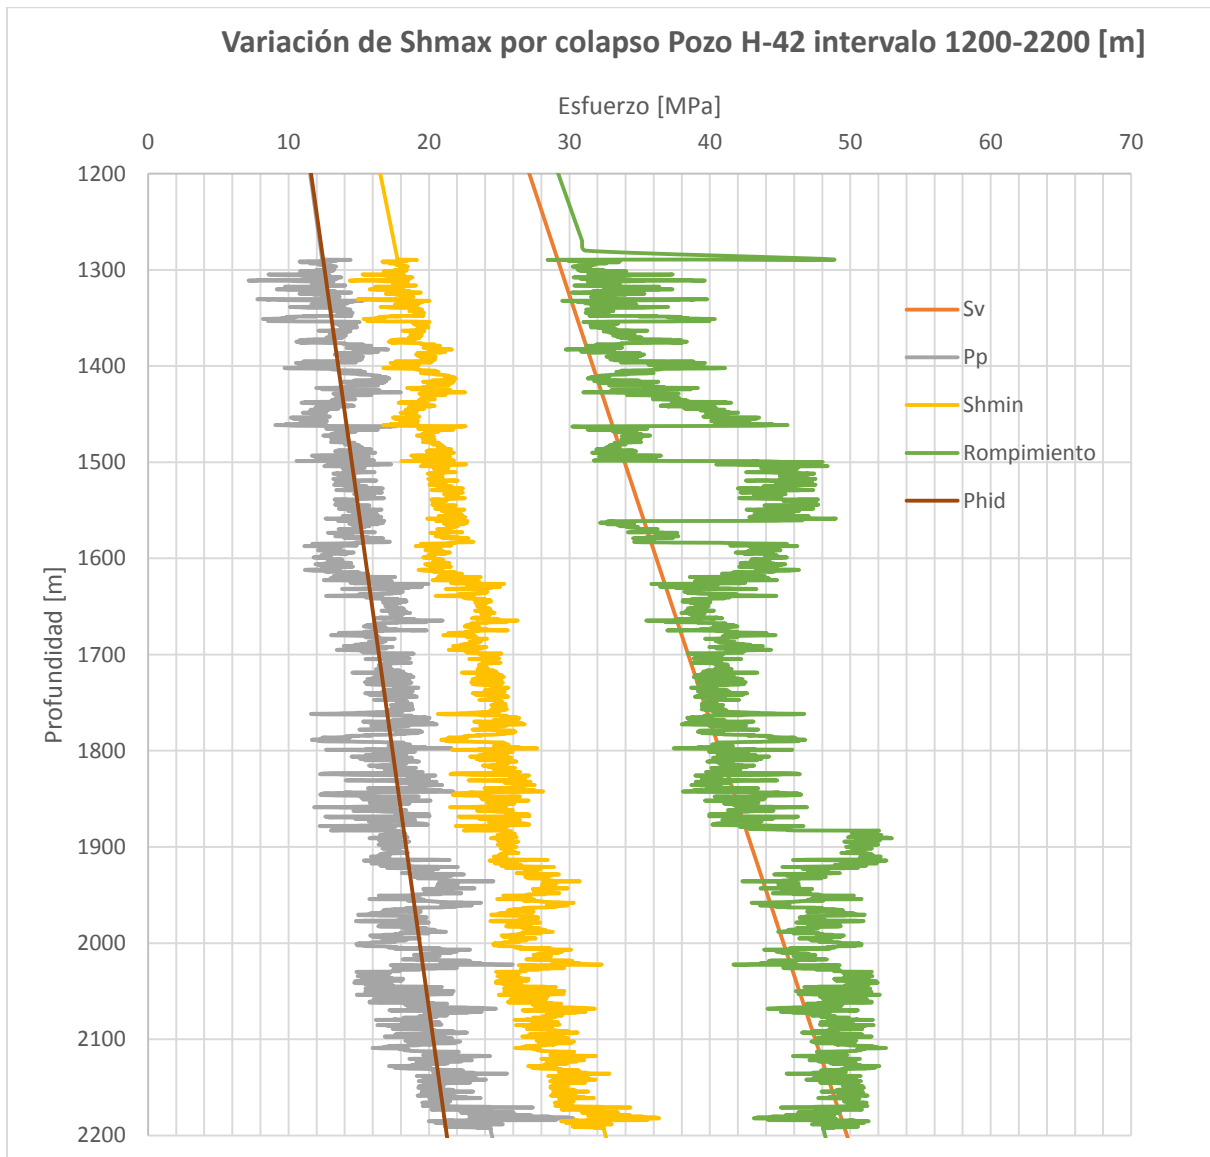 Variación de Shmax por colapso Pozo H-42 intervalo 1200-2200 [m]
Esfuerzo [MPa]
0 10 20 30 40 50 60 70
1200
1300
1400
1500
1600
1700
1800
1900
2000
2100
2200
Profundidad [m]
Sv
Pp
Shmin
Rompimiento
Phid